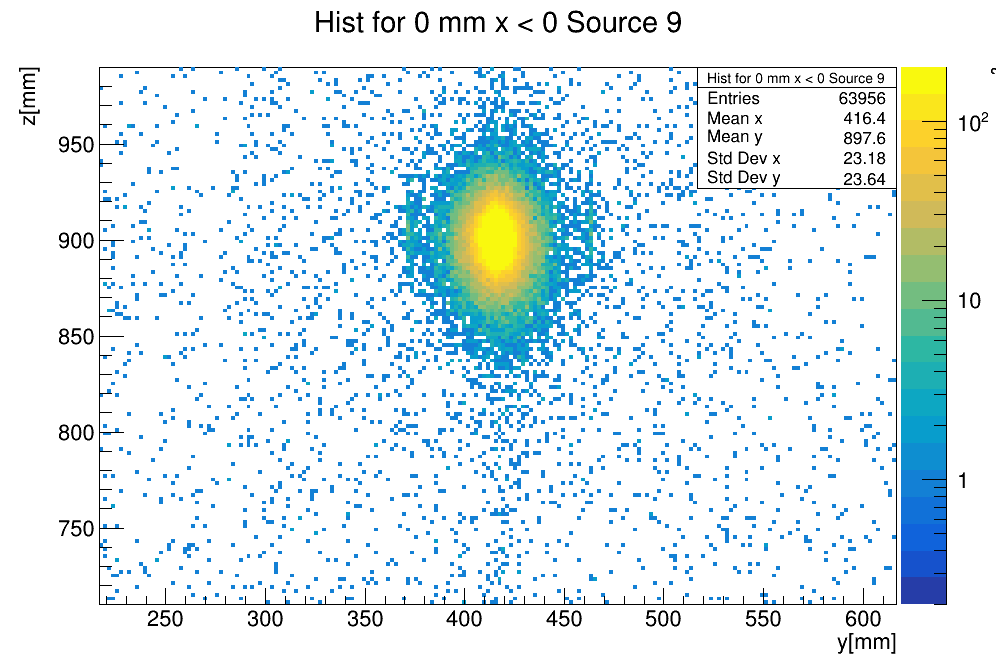 Hist for 0 mm x < 0 Source 9
z[mm]
Hist for 0 mm x < 0 Source 9
Entries 63956
Mean x 416.4
Mean y 897.6
Std Dev x 23.18
Std Dev y 23.64
950
900
850
800
750
250 300 350 400 450 500 550 600
y[mm]
10²
10
1